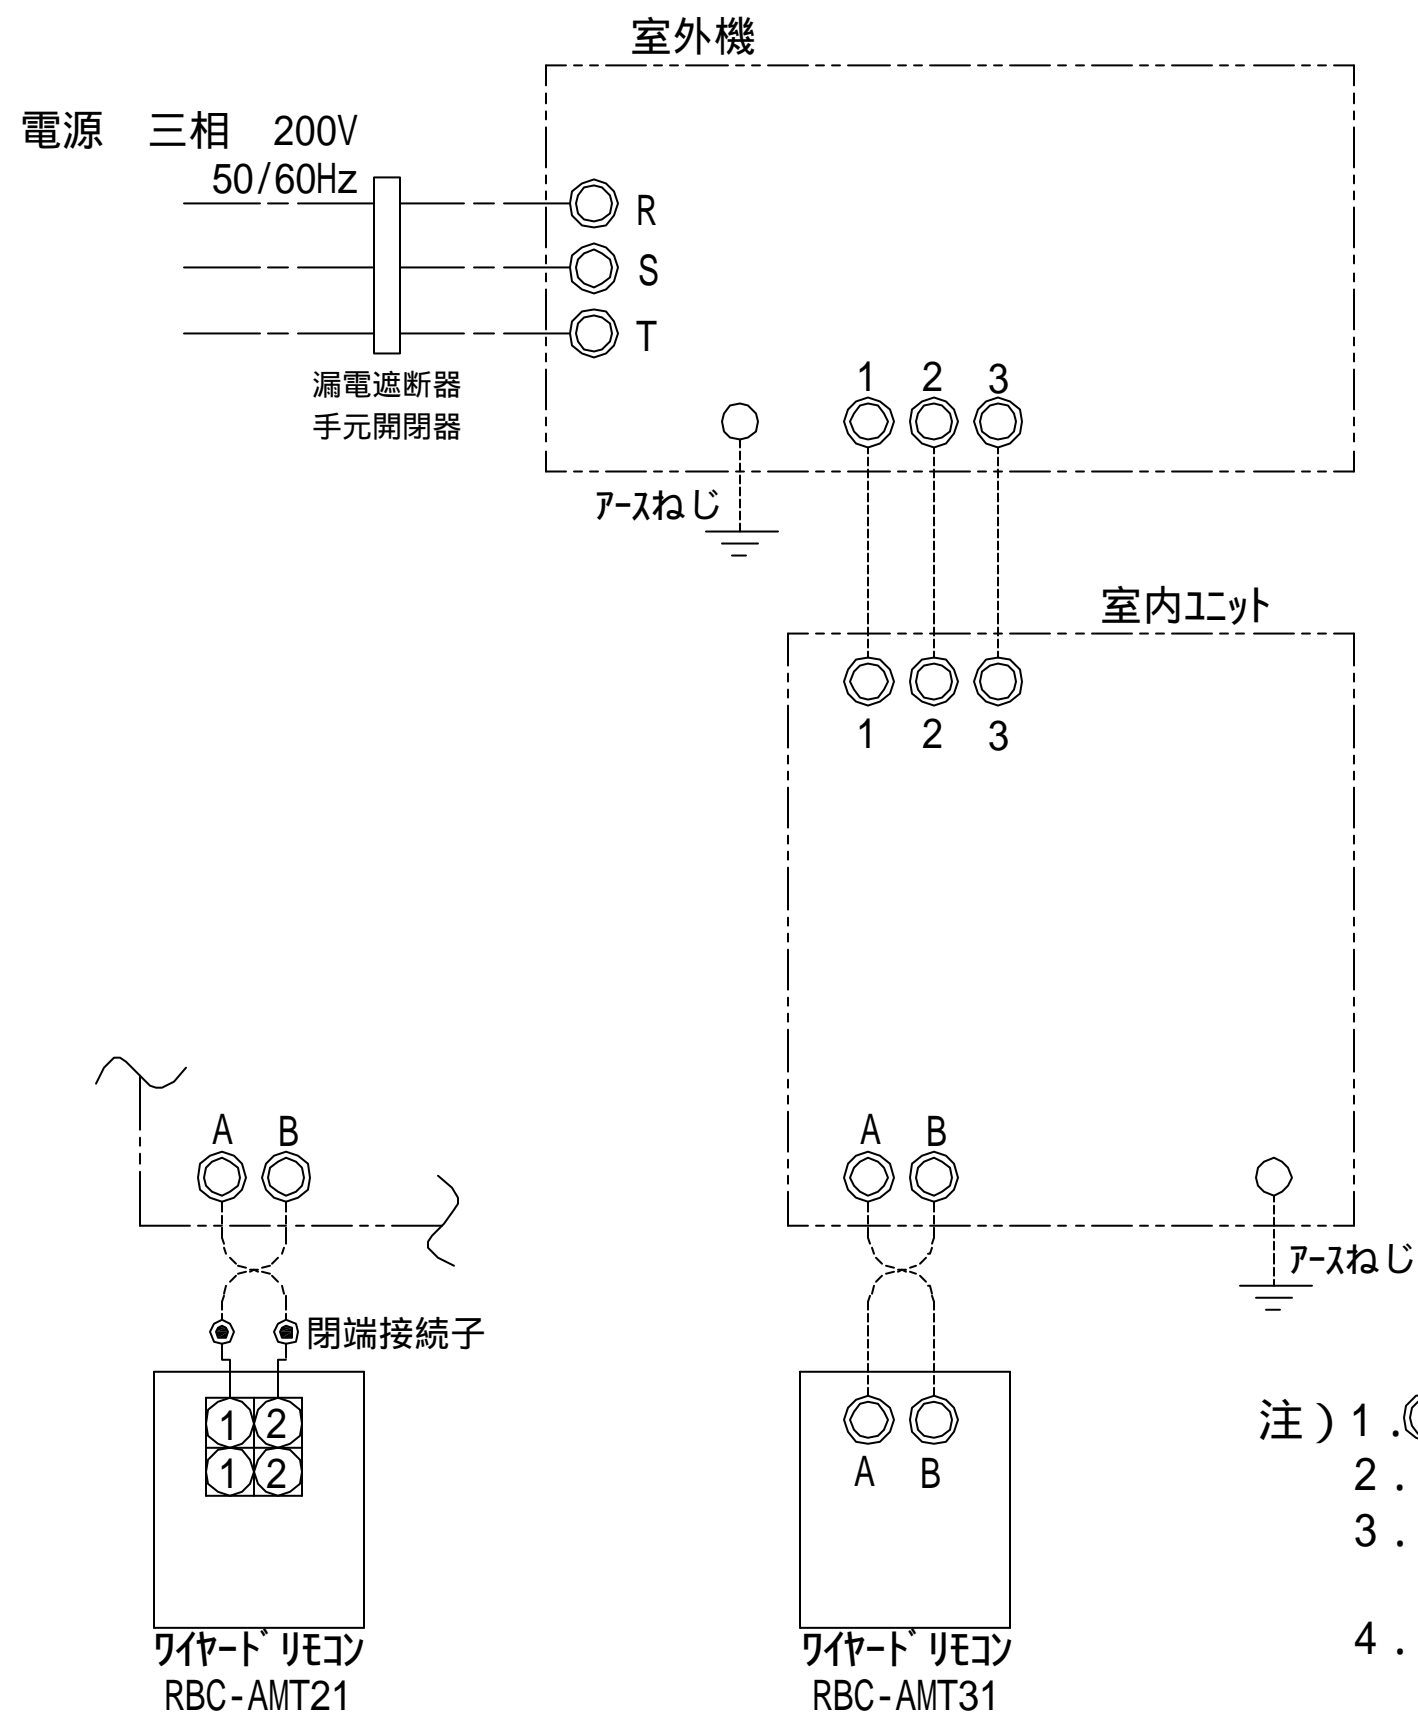 室外機
電源 三相 200V
50/60Hz
R
S
T
漏電遮断器
手元開閉器
1 2 3
ｱｰｽねじ
室内ﾕﾆｯﾄ
1 2 3
A B
A B
ｱｰｽねじ
閉端接続子
1 2
1 2
A B
注)1.
2.
3.
4.
ﾜｲﾔｰﾄﾞﾘﾓｺﾝ
RBC-AMT21
ﾜｲﾔｰﾄﾞﾘﾓｺﾝ
RBC-AMT31